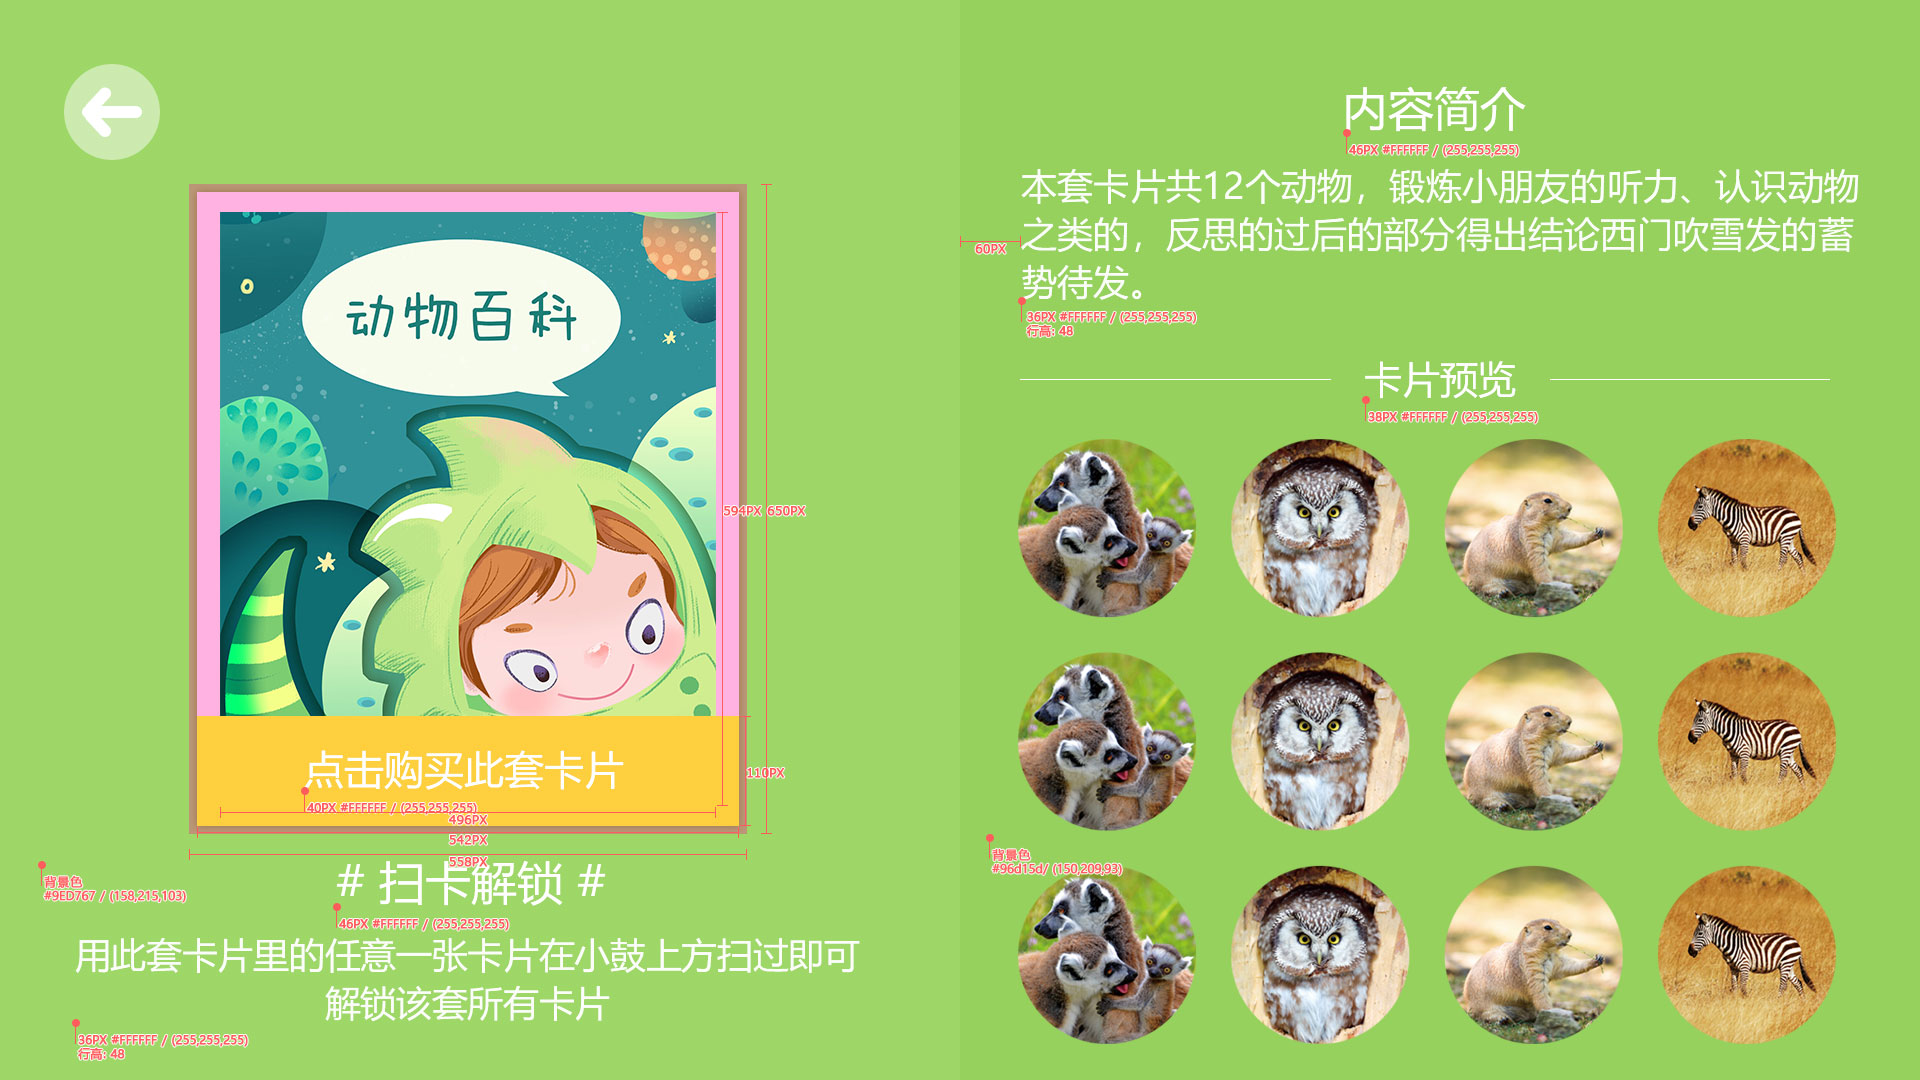 动物百科
594PX
650PX
点击购买此套卡片
110PX
40PX #FFFFFF / (255,255,255)
496PX
542PX
558PX
背景色
#9ED767 / (158,215,103)
# 扫卡解锁 #
46PX #FFFFFF / (255,255,255)
用此套卡片里的任意一张卡片在小鼓上方扫过即可
解锁该套所有卡片
36PX #FFFFFF / (255,255,255)
行高: 48
内容简介
46PX #FFFFFF / (255,255,255)
本套卡片共12个动物，锻炼小朋友的听力、认识动物
之类的，反思的过后的部分得出结论西门吹雪发的蓄
势待发。
60PX
36PX #FFFFFF / (255,255,255)
行高: 48
卡片预览
38PX #FFFFFF / (255,255,255)
背景色
#96d15d/ (150,209,93)